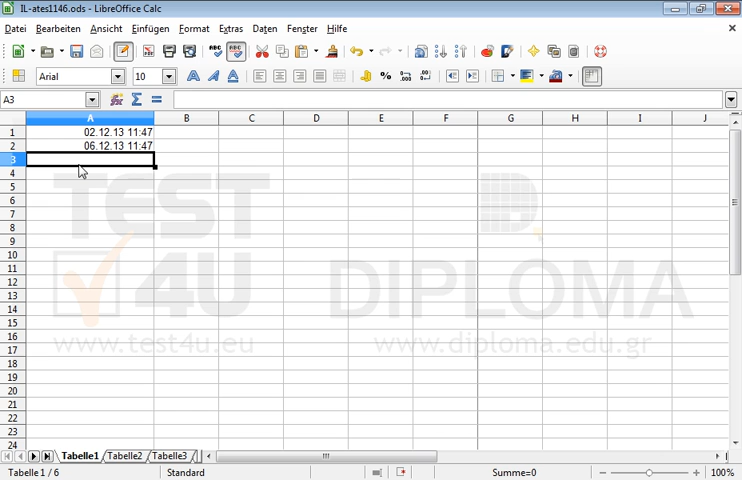 IL-ates1146.ods - LibreOffice Calc
Datei Bearbeiten Ansicht Einfügen Format Extras Daten Fenster Hilfe
Arial 10
A3
A B C D E F G H I J
1 02.12.13 11:47
2 06.12.13 11:47
3
4
5
6
7
8
9
10
11
12
13
14
15
16
17
18
19
20
21
22
23
24
TEST
4U
D.
DIPLOMA
www.test4u.eu
www.diploma.edu.gr
Tabelle1 Tabelle2 Tabelle3
Tabelle 1 / 6 Standard Summe=0 100%